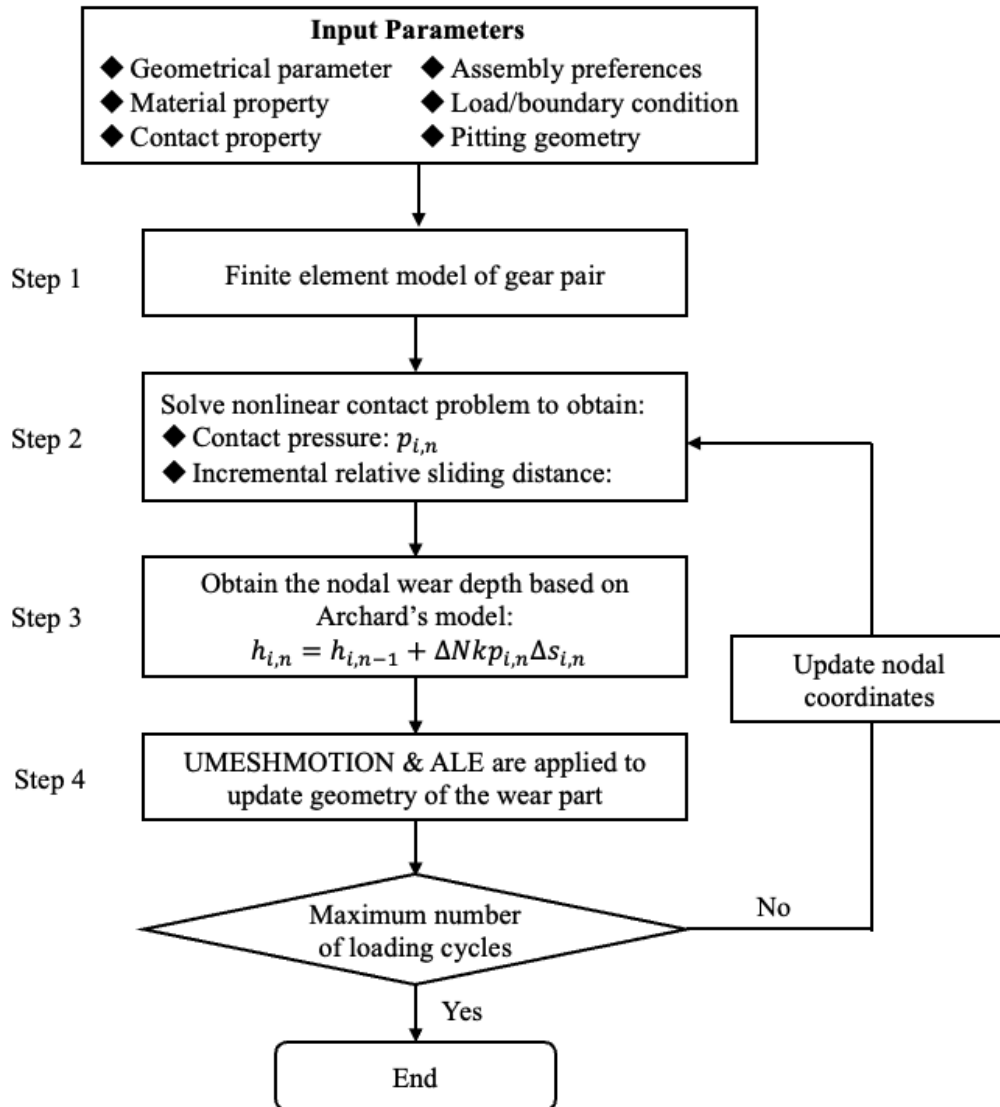 Input Parameters
◆ Geometrical parameter ◆ Assembly preferences
◆ Material property ◆ Load/boundary condition
◆ Contact property ◆ Pitting geometry
Step 1
Finite element model of gear pair
Step 2
Solve nonlinear contact problem to obtain:
◆ Contact pressure: $p_{i,n}$
◆ Incremental relative sliding distance:
Step 3
Obtain the nodal wear depth based on
Archard's model:
$h_{i,n} = h_{i,n-1} + \Delta N k p_{i,n} \Delta s_{i,n}$
Update nodal
coordinates
Step 4
UMESHMOTION & ALE are applied to
update geometry of the wear part
Maximum number
of loading cycles
No
Yes
End